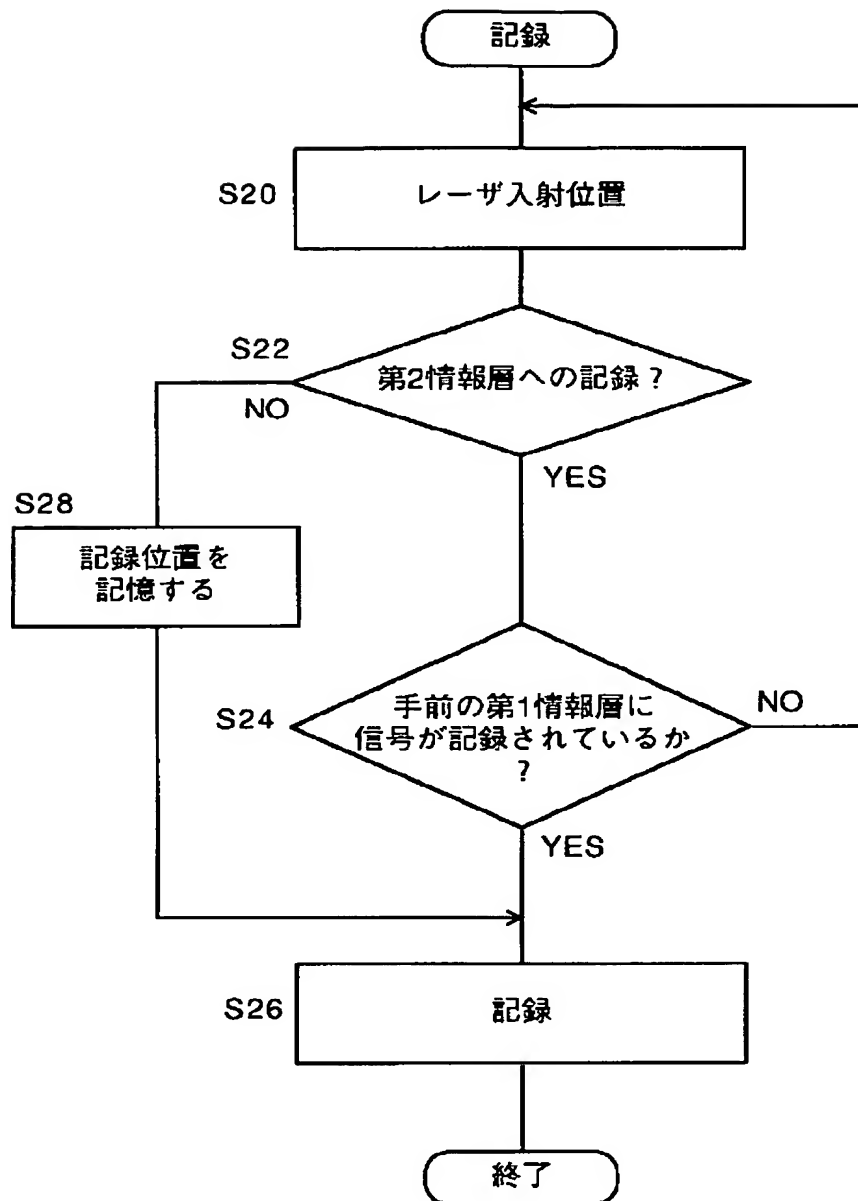 記録
S20
レーザ入射位置
S22
第2情報層への記録？
NO
YES
S28
記録位置を
記憶する
S24
手前の第1情報層に
信号が記録されているか
？
NO
YES
S26
記録
終了